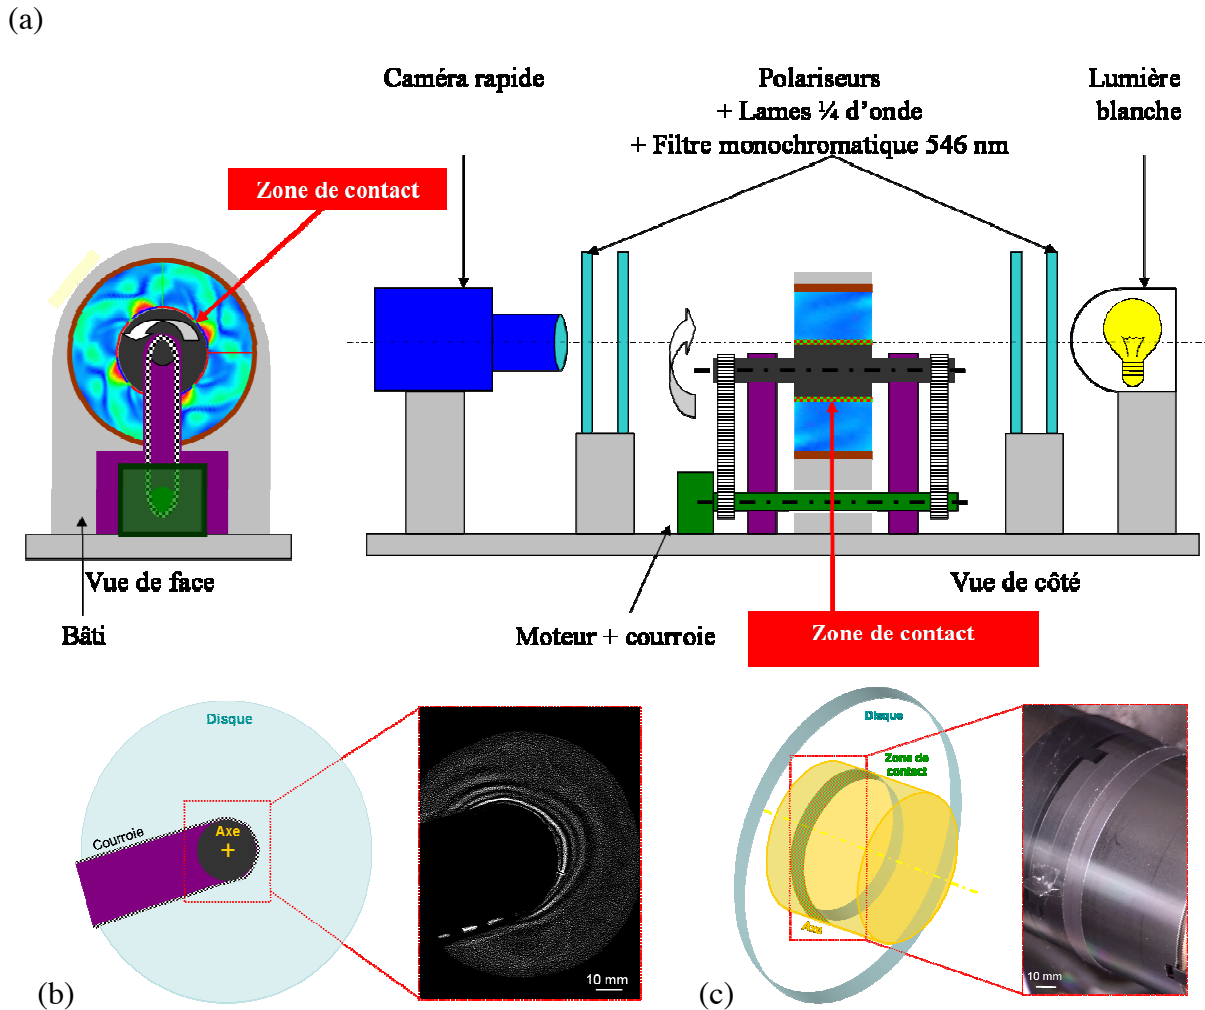 (a)
Caméra rapide
Polariseurs
+ Lames ¼ d’onde
+ Filtre monochromatique 546 nm
Lumière
blanche
Zone de contact
Vue de face
Bâti
Vue de côté
Moteur + courroie
Zone de contact
Disque
Courroie
Axe
10 mm
(b)
Disque
Zone de
contact
Axe
10 mm
(c)